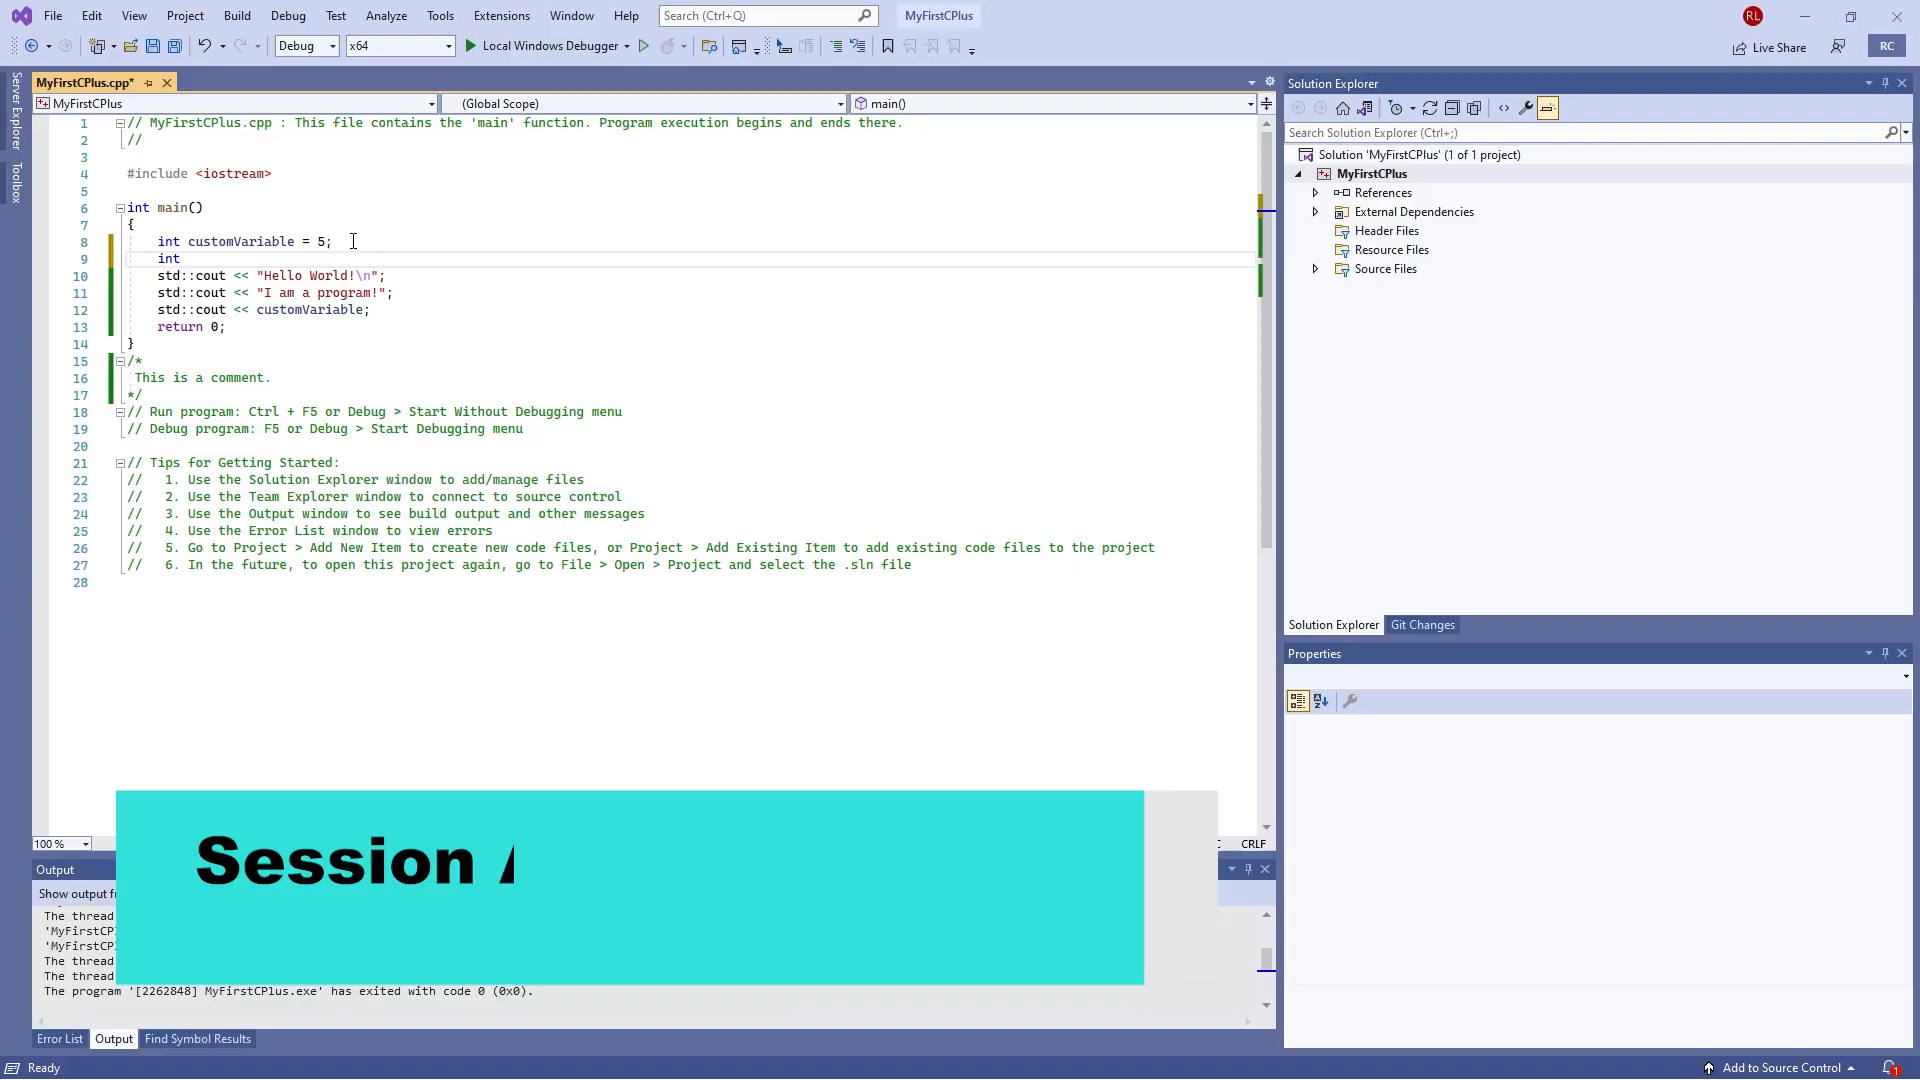 File Edit View Project Build Debug Test Analyze Tools Extensions Window Help Search (Ctrl+Q) MyFirstCPlus RL
Debug x64 Local Windows Debugger Live Share RC
Server Explorer
Toolbox
MyFirstCPlus.cpp*
MyFirstCPlus (Global Scope) main()
1 // MyFirstCPlus.cpp : This file contains the 'main' function. Program execution begins and ends there.
2 //
3
4 #include <iostream>
5
6 int main()
7 {
8 int customVariable = 5;
9 int
10 std::cout << "Hello World!\n";
11 std::cout << "I am a program!";
12 std::cout << customVariable;
13 return 0;
14 }
15 /*
16 This is a comment.
17 */
18 // Run program: Ctrl + F5 or Debug > Start Without Debugging menu
19 // Debug program: F5 or Debug > Start Debugging menu
20
21 // Tips for Getting Started:
22 // 1. Use the Solution Explorer window to add/manage files
23 // 2. Use the Team Explorer window to connect to source control
24 // 3. Use the Output window to see build output and other messages
25 // 4. Use the Error List window to view errors
26 // 5. Go to Project > Add New Item to create new code files, or Project > Add Existing Item to add existing code files to the project
27 // 6. In the future, to open this project again, go to File > Open > Project and select the .sln file
28
100 % CRLF
Session
Output
Show output
The thread
'MyFirstCP
'MyFirstCP
The thread
The thread
The program '[2262848] MyFirstCPlus.exe' has exited with code 0 (0x0).
Error List Output Find Symbol Results
Solution Explorer
Search Solution Explorer (Ctrl+;)
Solution 'MyFirstCPlus' (1 of 1 project)
MyFirstCPlus
References
External Dependencies
Header Files
Resource Files
Source Files
Solution Explorer Git Changes
Properties
Ready Add to Source Control 1